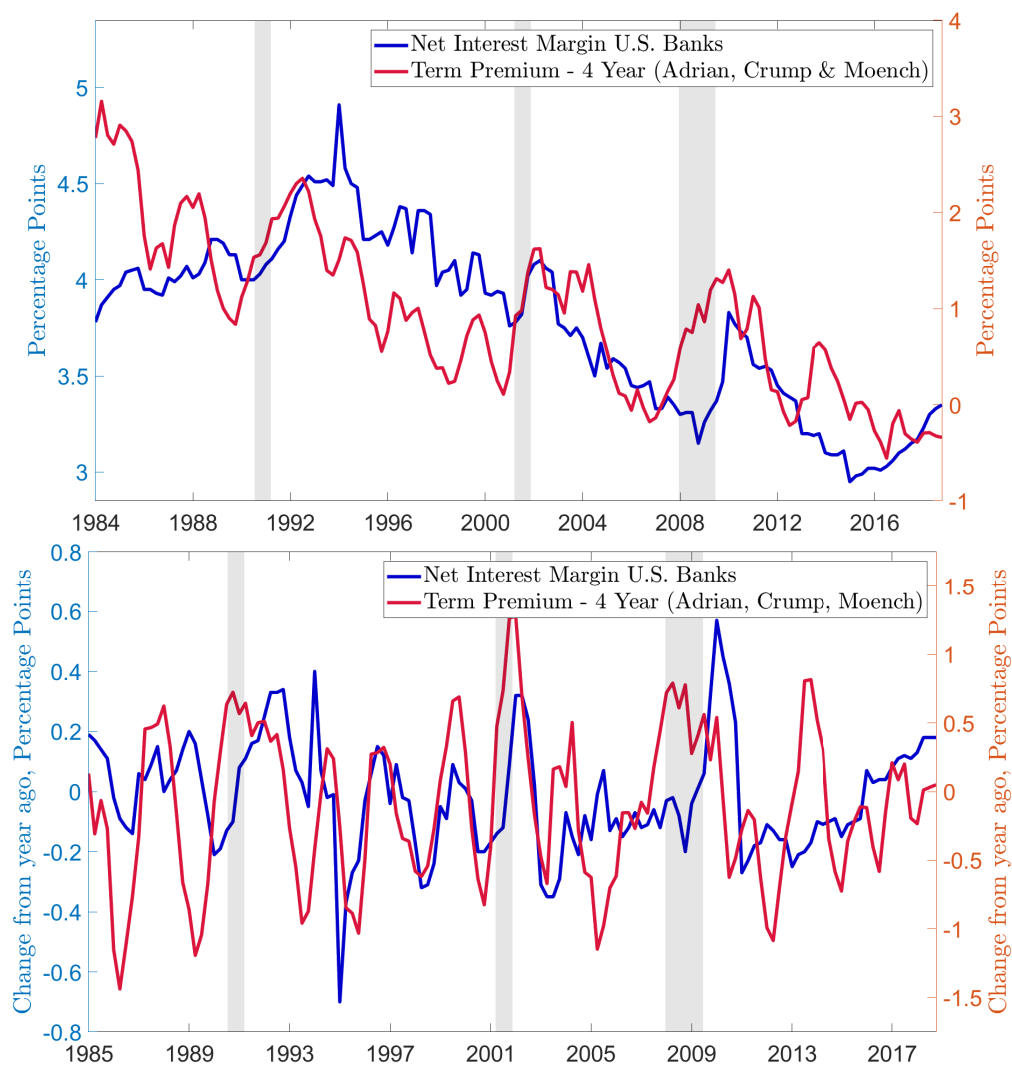 Net Interest Margin U.S. Banks
Term Premium - 4 Year (Adrian, Crump & Moench)
Percentage Points
5
4.5
4
3.5
3
4
3
2
1
0
-1
Percentage Points
1984 1988 1992 1996 2000 2004 2008 2012 2016
Net Interest Margin U.S. Banks
Term Premium - 4 Year (Adrian, Crump, Moench)
Change from year ago, Percentage Points
0.8
0.6
0.4
0.2
0
-0.2
-0.4
-0.6
-0.8
1.5
1
0.5
0
-0.5
-1
-1.5
Change from year ago, Percentage Points
1985 1989 1993 1997 2001 2005 2009 2013 2017